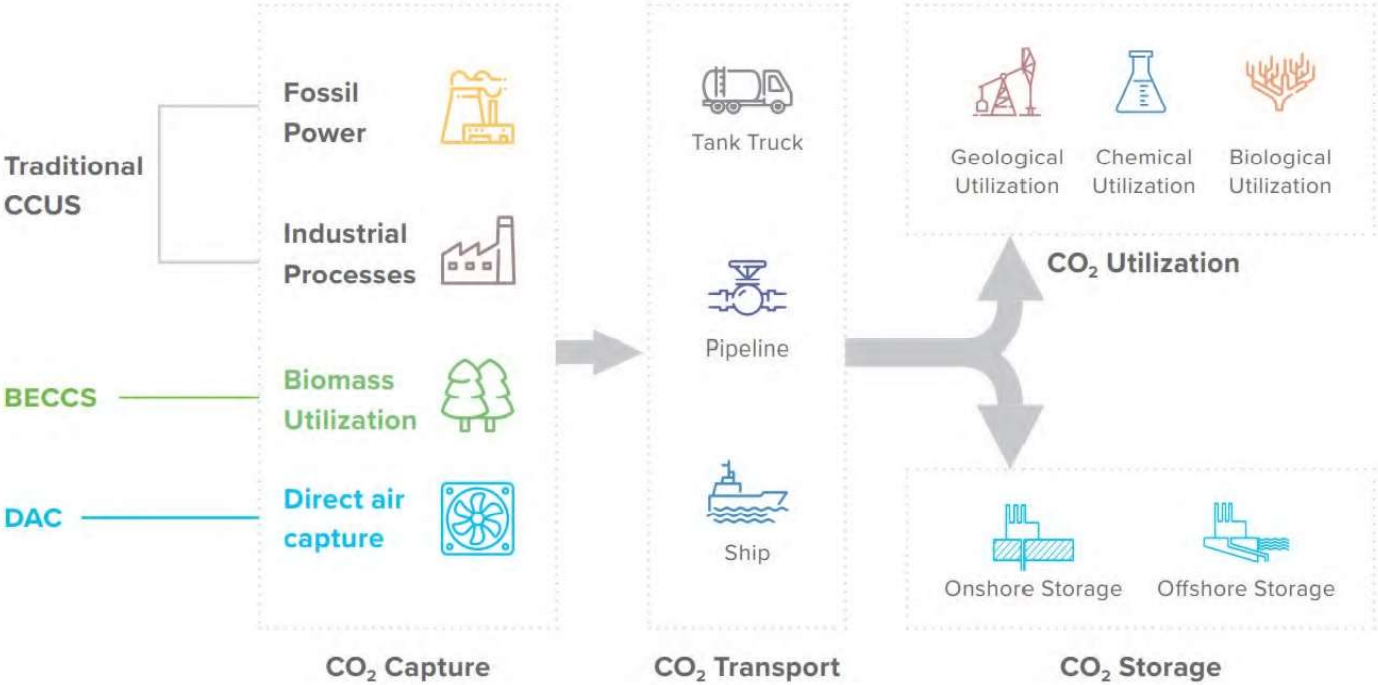 Traditional
CCUS
BECCS
DAC
Fossil
Power
Industrial
Processes
Biomass
Utilization
Direct air
capture
CO₂ Capture
Tank Truck
Pipeline
Ship
CO₂ Transport
Geological
Utilization
Chemical
Utilization
Biological
Utilization
CO₂ Utilization
Onshore Storage
Offshore Storage
CO₂ Storage